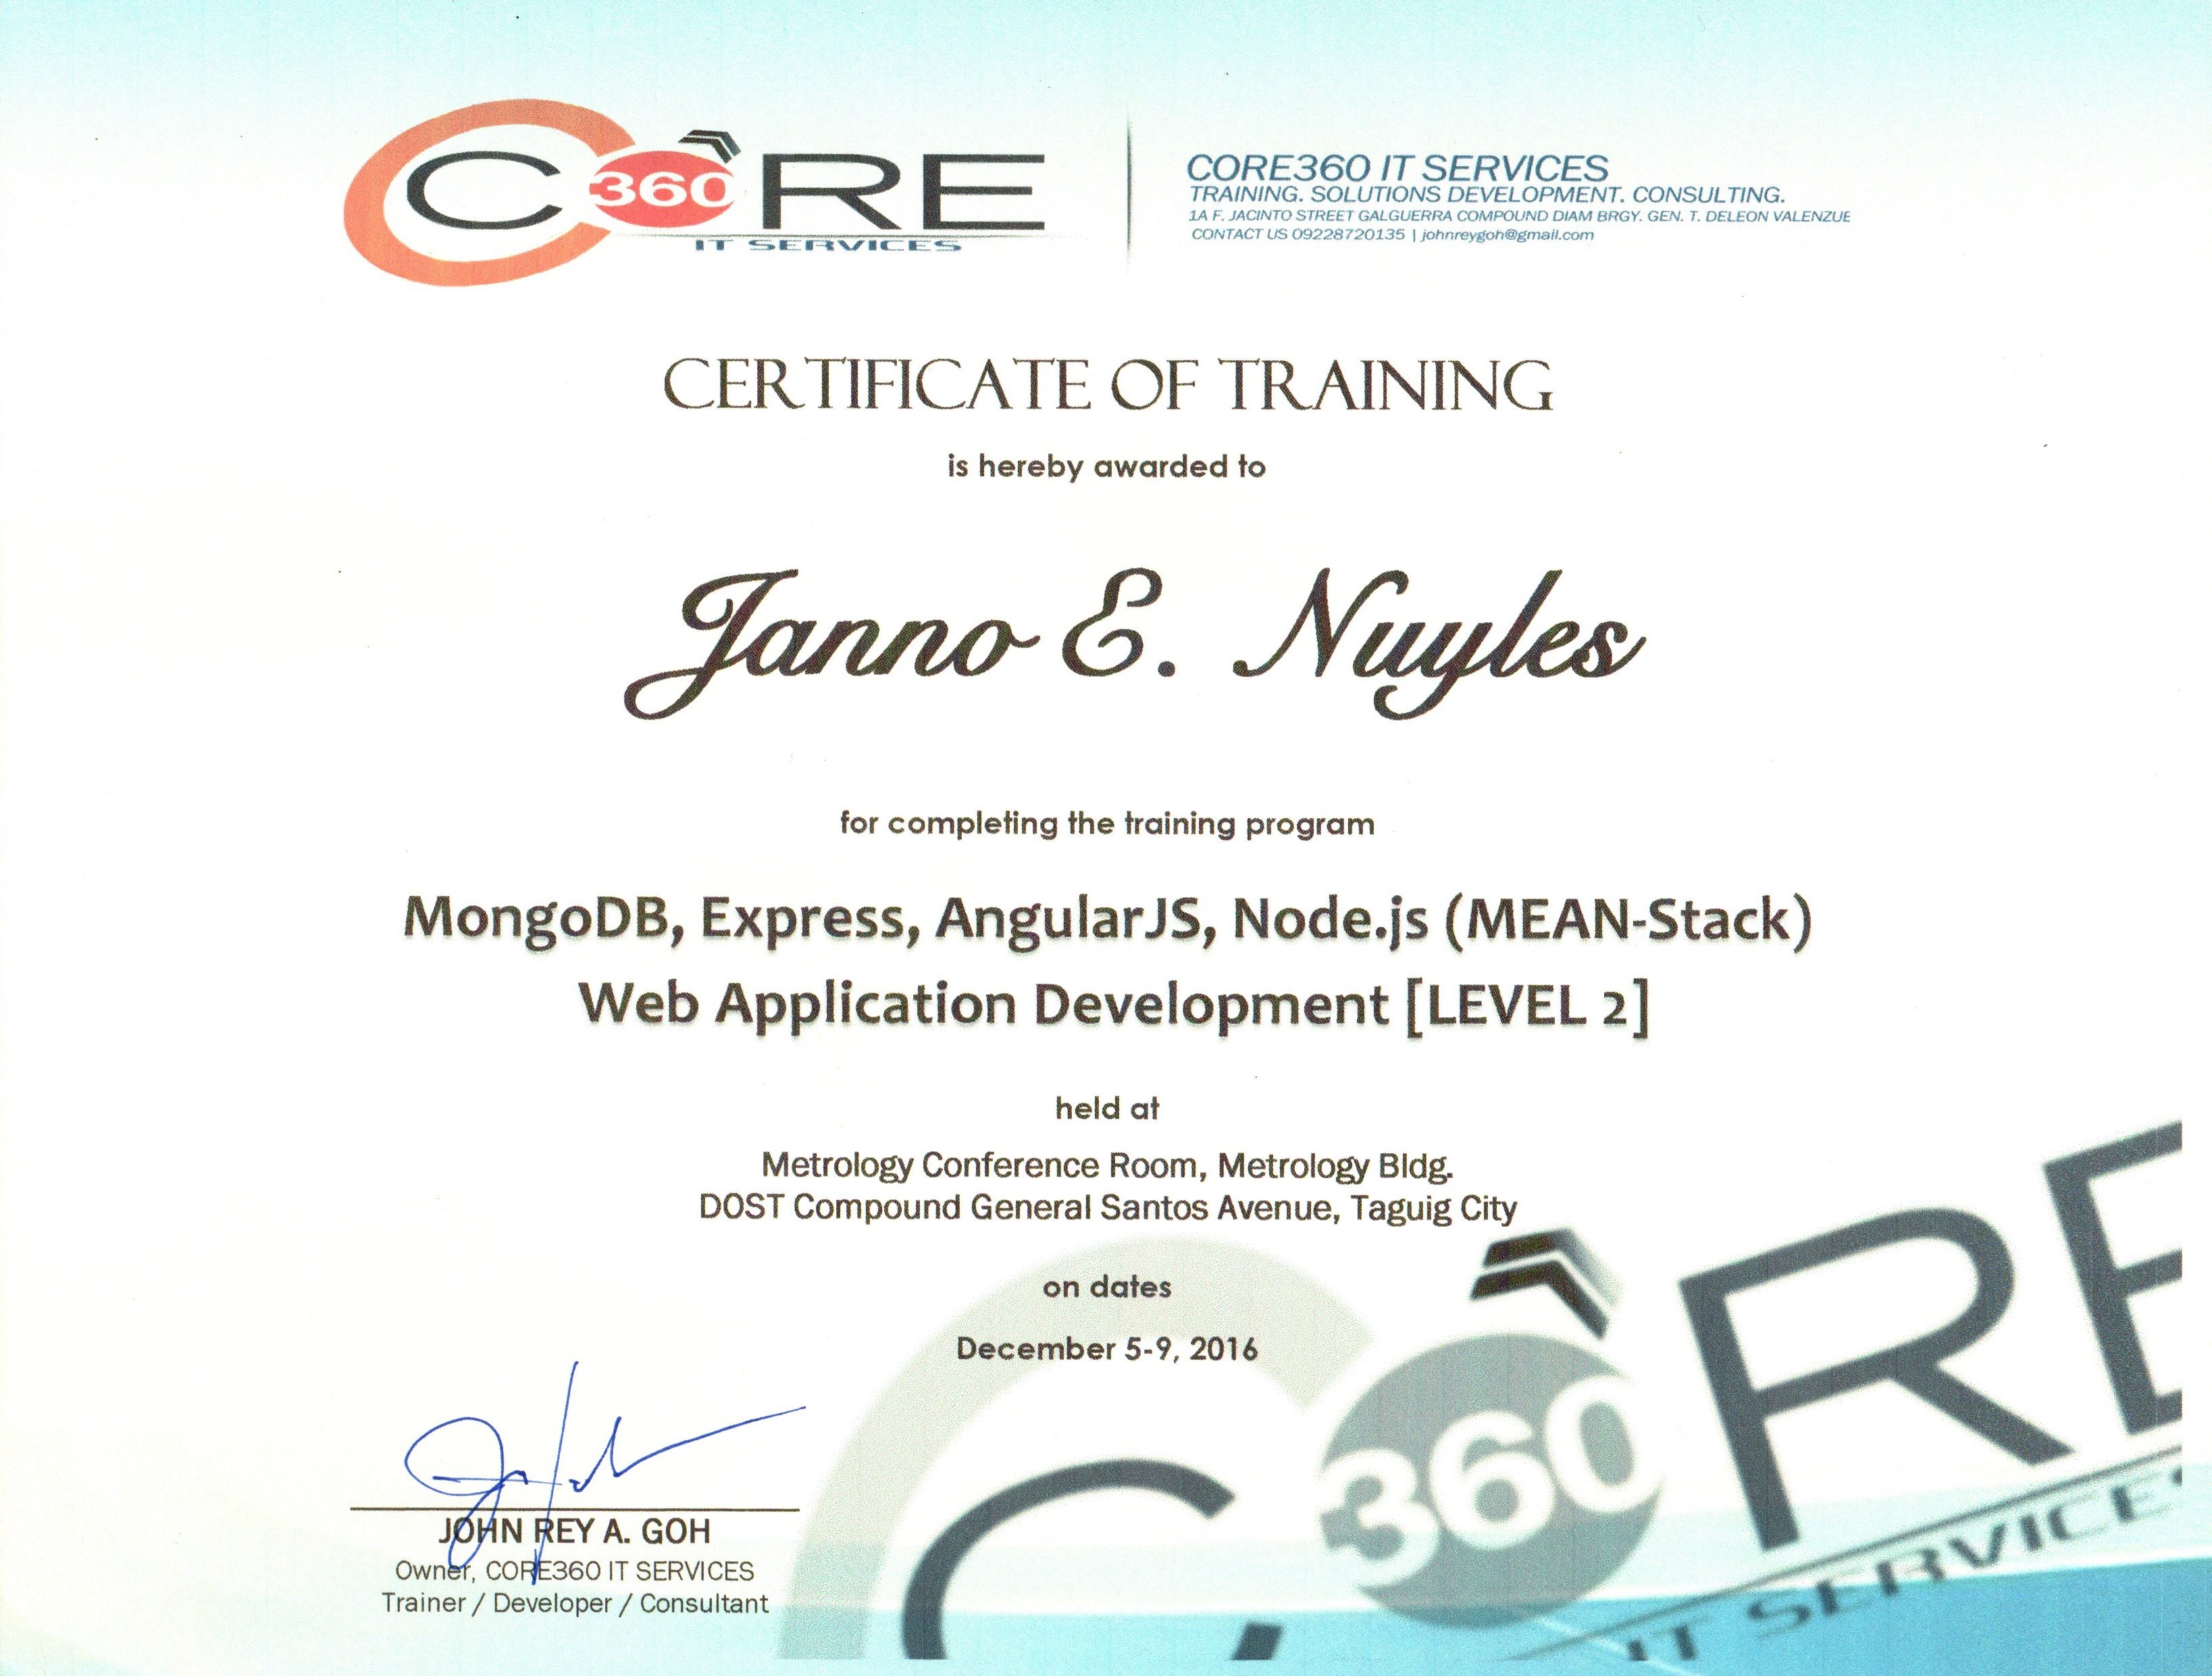 CORE
360
IT SERVICES
CORE360 IT SERVICES
TRAINING. SOLUTIONS DEVELOPMENT. CONSULTING.
1A F. JACINTO STREET GALGUERRA COMPOUND DIAM BRGY. GEN. T. DELEON VALENZUE
CONTACT US 09228720135 | johnreygoh@gmail.com
CERTIFICATE OF TRAINING
is hereby awarded to
Janno E. Nuyles
for completing the training program
MongoDB, Express, AngularJS, Node.js (MEAN-Stack)
Web Application Development [LEVEL 2]
held at
Metrology Conference Room, Metrology Bldg.
DOST Compound General Santos Avenue, Taguig City
on dates
December 5-9, 2016
JOHN REY A. GOH
Owner, CORE360 IT SERVICES
Trainer / Developer / Consultant
CORE
360
IT SERVICES